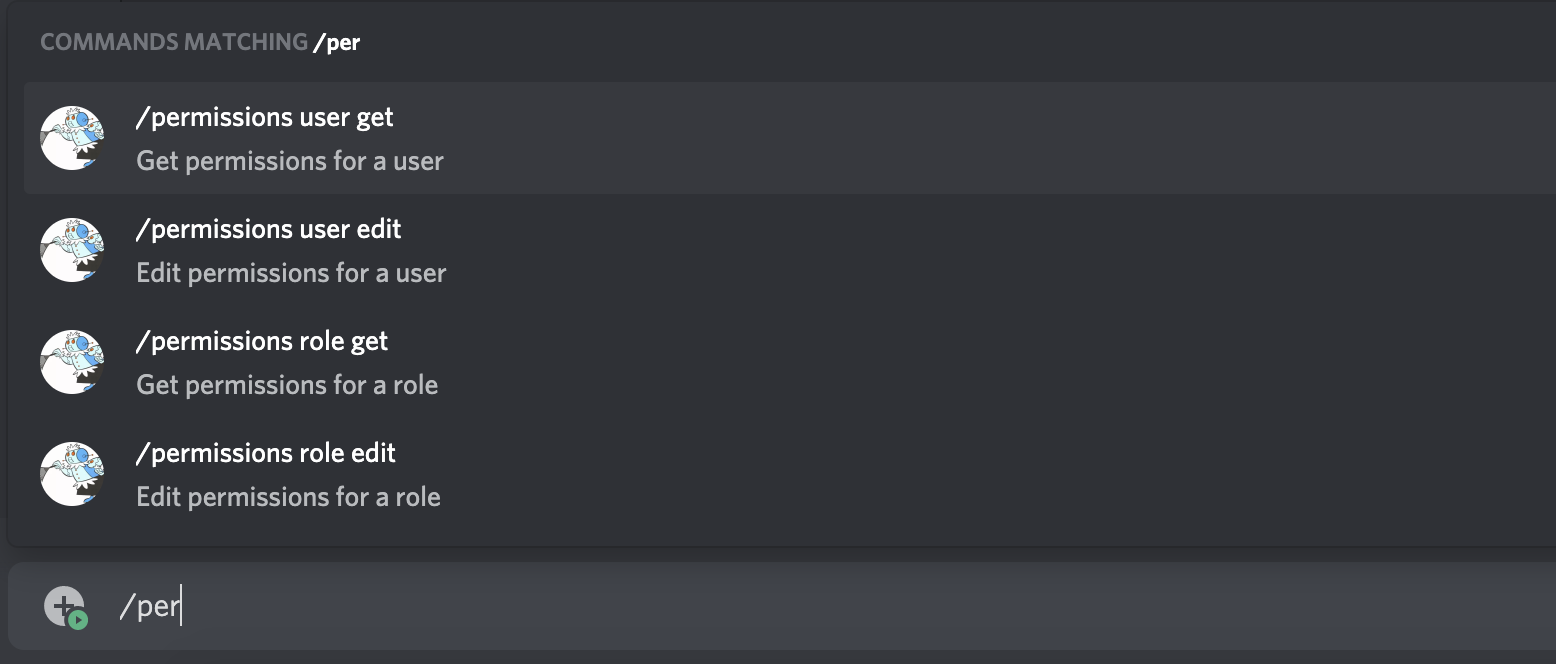 COMMANDS MATCHING /per
/permissions user get
Get permissions for a user
/permissions user edit
Edit permissions for a user
/permissions role get
Get permissions for a role
/permissions role edit
Edit permissions for a role
/per